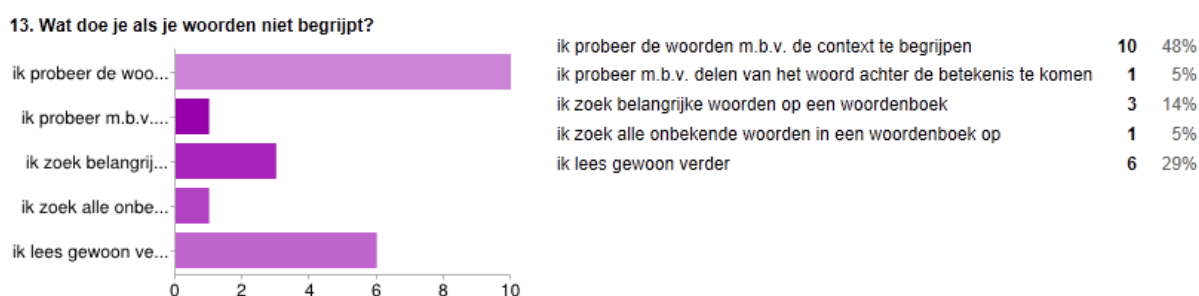 13. Wat doe je als je woorden niet begrijpt?
ik probeer de woo...
ik probeer m.b.v....
ik zoek belangrij...
ik zoek alle onbe...
ik lees gewoon ve...
0 2 4 6 8 10
ik probeer de woorden m.b.v. de context te begrijpen 10 48%
ik probeer m.b.v. delen van het woord achter de betekenis te komen 1 5%
ik zoek belangrijke woorden op een woordenboek 3 14%
ik zoek alle onbekende woorden in een woordenboek op 1 5%
ik lees gewoon verder 6 29%